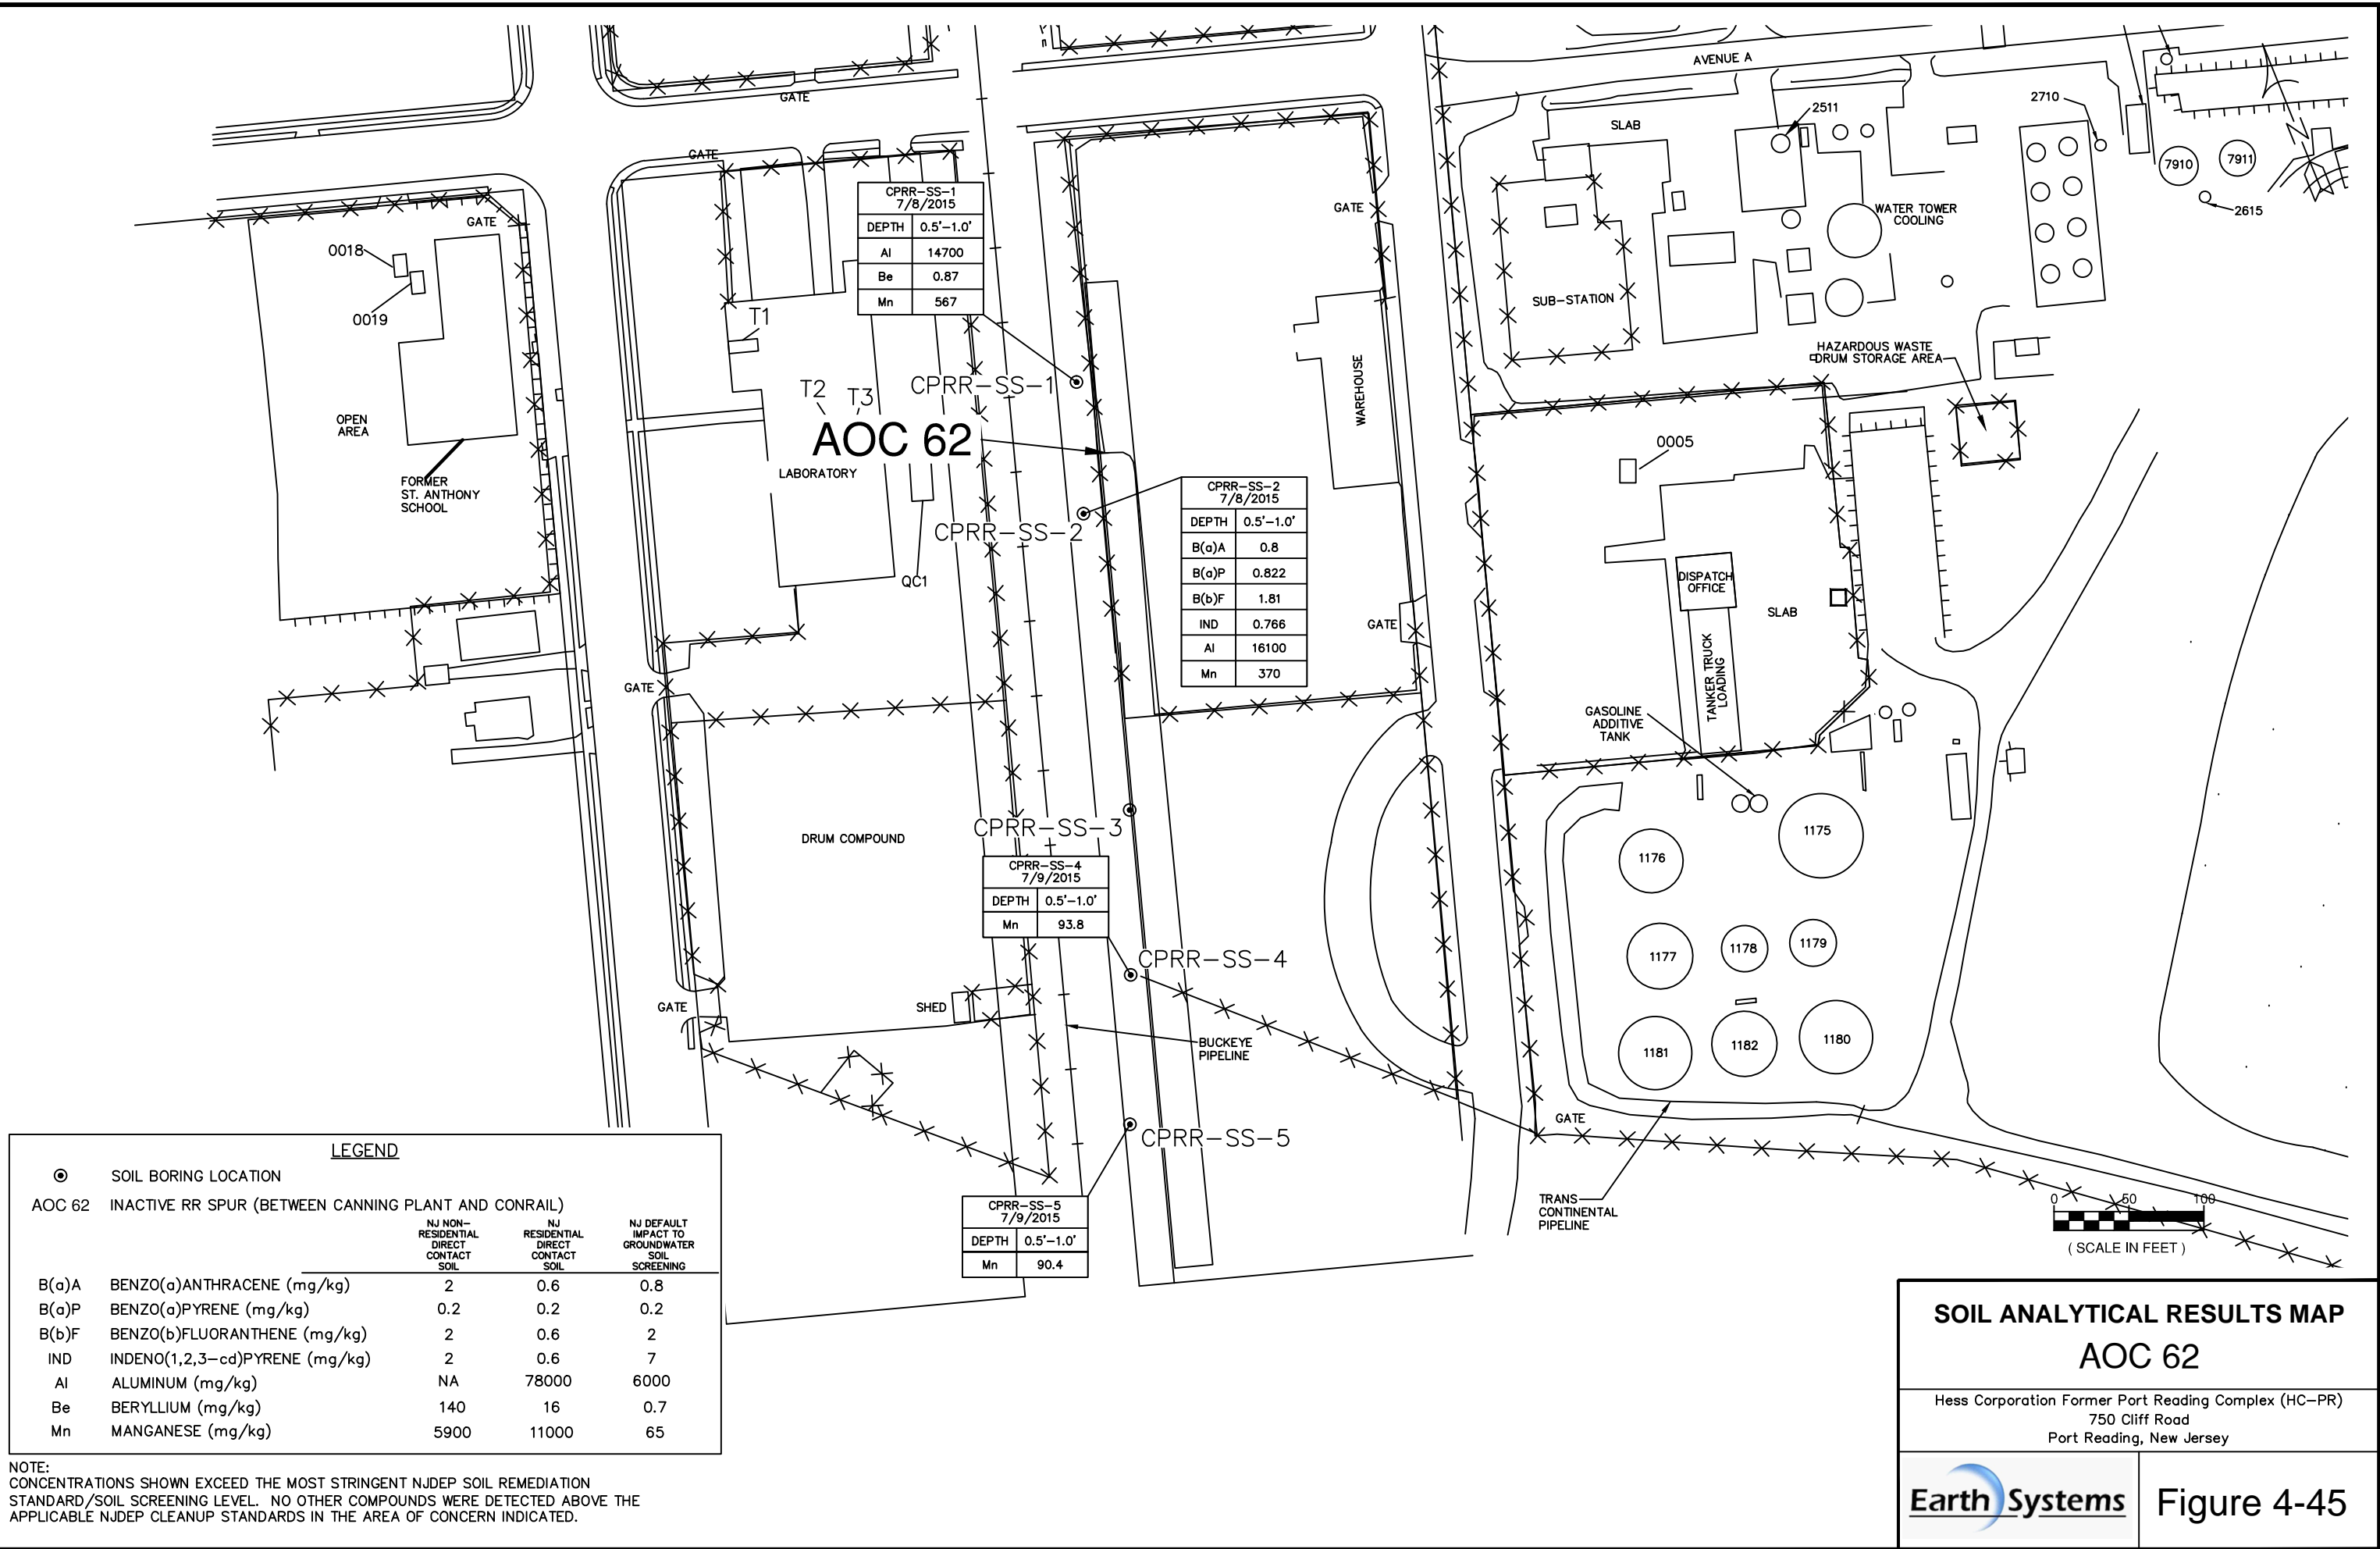 AVENUE A
GATE
SLAB
2511
2710
7910
7911
2615
GATE
CPRR-SS-1
7/8/2015
DEPTH 0.5'-1.0'
Al 14700
Be 0.87
Mn 567
GATE
0018
0019
GATE
WATER TOWER
COOLING
SUB-STATION
T1
HAZARDOUS WASTE
DRUM STORAGE AREA
CPRR-SS-1
T2
T3
WAREHOUSE
OPEN
AREA
AOC 62
LABORATORY
0005
FORMER
ST. ANTHONY
SCHOOL
CPRR-SS-2
7/8/2015
DEPTH 0.5'-1.0'
B(a)A 0.8
B(a)P 0.822
B(b)F 1.81
IND 0.766
Al 16100
Mn 370
CPRR-SS-2
QC1
DISPATCH
OFFICE
SLAB
GATE
TANKER TRUCK
LOADING
GATE
GASOLINE
ADDITIVE
TANK
CPRR-SS-3
DRUM COMPOUND
1175
1176
CPRR-SS-4
7/9/2015
DEPTH 0.5'-1.0'
Mn 93.8
CPRR-SS-4
1177
1178
1179
GATE
SHED
BUCKEYE
PIPELINE
1181
1182
1180
GATE
CPRR-SS-5
CPRR-SS-5
7/9/2015
DEPTH 0.5'-1.0'
Mn 90.4
TRANS
CONTINENTAL
PIPELINE
0 50 100
( SCALE IN FEET )
LEGEND
SOIL BORING LOCATION
AOC 62 INACTIVE RR SPUR (BETWEEN CANNING PLANT AND CONRAIL)
NJ NON-
RESIDENTIAL
DIRECT
CONTACT
SOIL
NJ
RESIDENTIAL
DIRECT
CONTACT
SOIL
NJ DEFAULT
IMPACT TO
GROUNDWATER
SOIL
SCREENING
B(a)A BENZO(a)ANTHRACENE (mg/kg) 2 0.6 0.8
B(a)P BENZO(a)PYRENE (mg/kg) 0.2 0.2 0.2
B(b)F BENZO(b)FLUORANTHENE (mg/kg) 2 0.6 2
IND INDENO(1,2,3-cd)PYRENE (mg/kg) 2 0.6 7
Al ALUMINUM (mg/kg) NA 78000 6000
Be BERYLLIUM (mg/kg) 140 16 0.7
Mn MANGANESE (mg/kg) 5900 11000 65
NOTE:
CONCENTRATIONS SHOWN EXCEED THE MOST STRINGENT NJDEP SOIL REMEDIATION
STANDARD/SOIL SCREENING LEVEL. NO OTHER COMPOUNDS WERE DETECTED ABOVE THE
APPLICABLE NJDEP CLEANUP STANDARDS IN THE AREA OF CONCERN INDICATED.
SOIL ANALYTICAL RESULTS MAP
AOC 62
Hess Corporation Former Port Reading Complex (HC-PR)
750 Cliff Road
Port Reading, New Jersey
Earth Systems
Figure 4-45